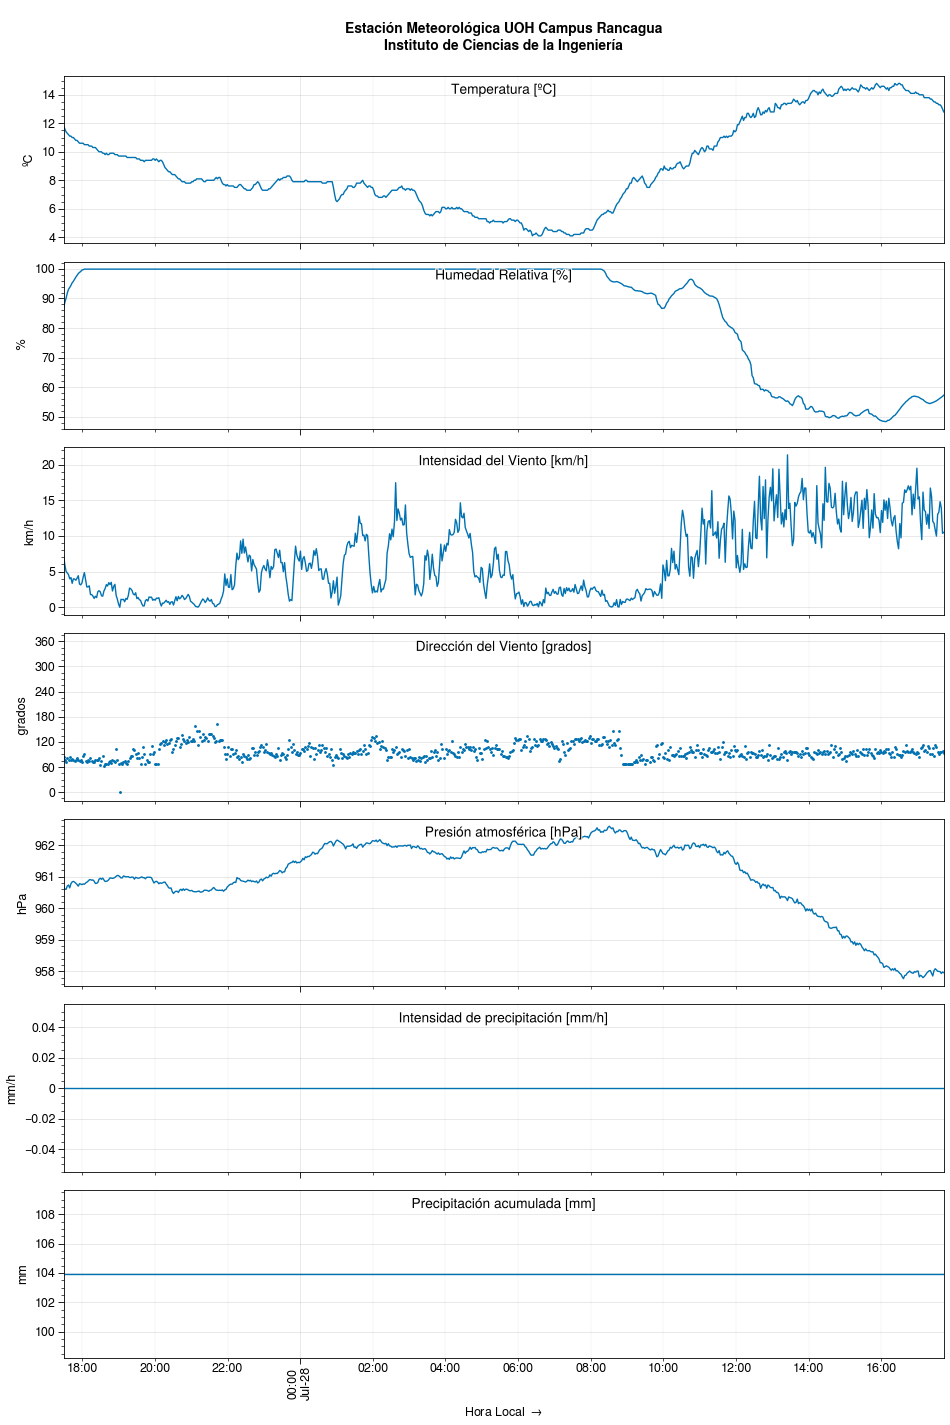 Estación Meteorológica UOH Campus Rancagua
Instituto de Ciencias de la Ingeniería
Temperatura [ºC]
ºC
14
12
10
8
6
4
Humedad Relativa [%]
%
100
90
80
70
60
50
Intensidad del Viento [km/h]
km/h
20
15
10
5
0
Dirección del Viento [grados]
grados
360
300
240
180
120
60
0
Presión atmosférica [hPa]
hPa
962
961
960
959
958
Intensidad de precipitación [mm/h]
mm/h
0.04
0.02
0
−0.02
−0.04
Precipitación acumulada [mm]
mm
108
106
104
102
100
18:00 20:00 22:00 00:00 02:00 04:00 06:00 08:00 10:00 12:00 14:00 16:00
Jul-28
Hora Local →